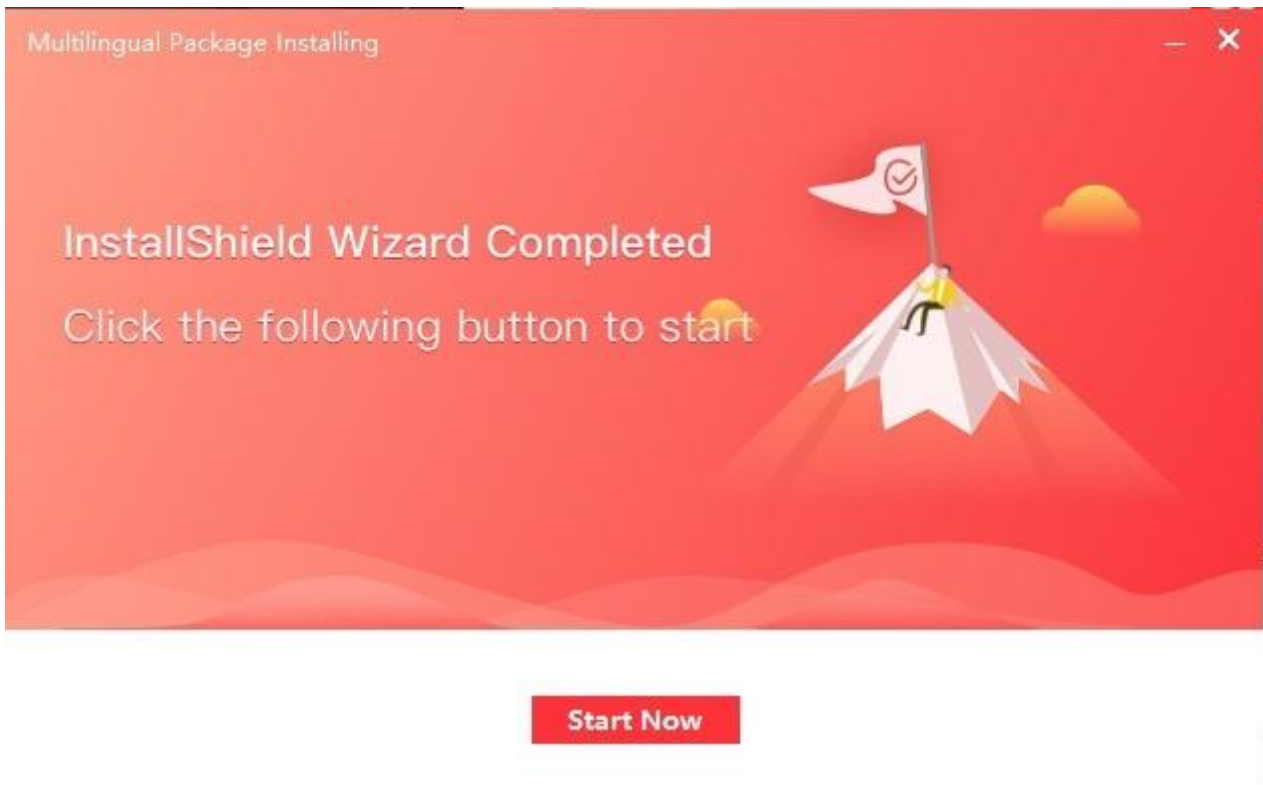 Multilingual Package Installing
InstallShield Wizard Completed
Click the following button to start
Start Now